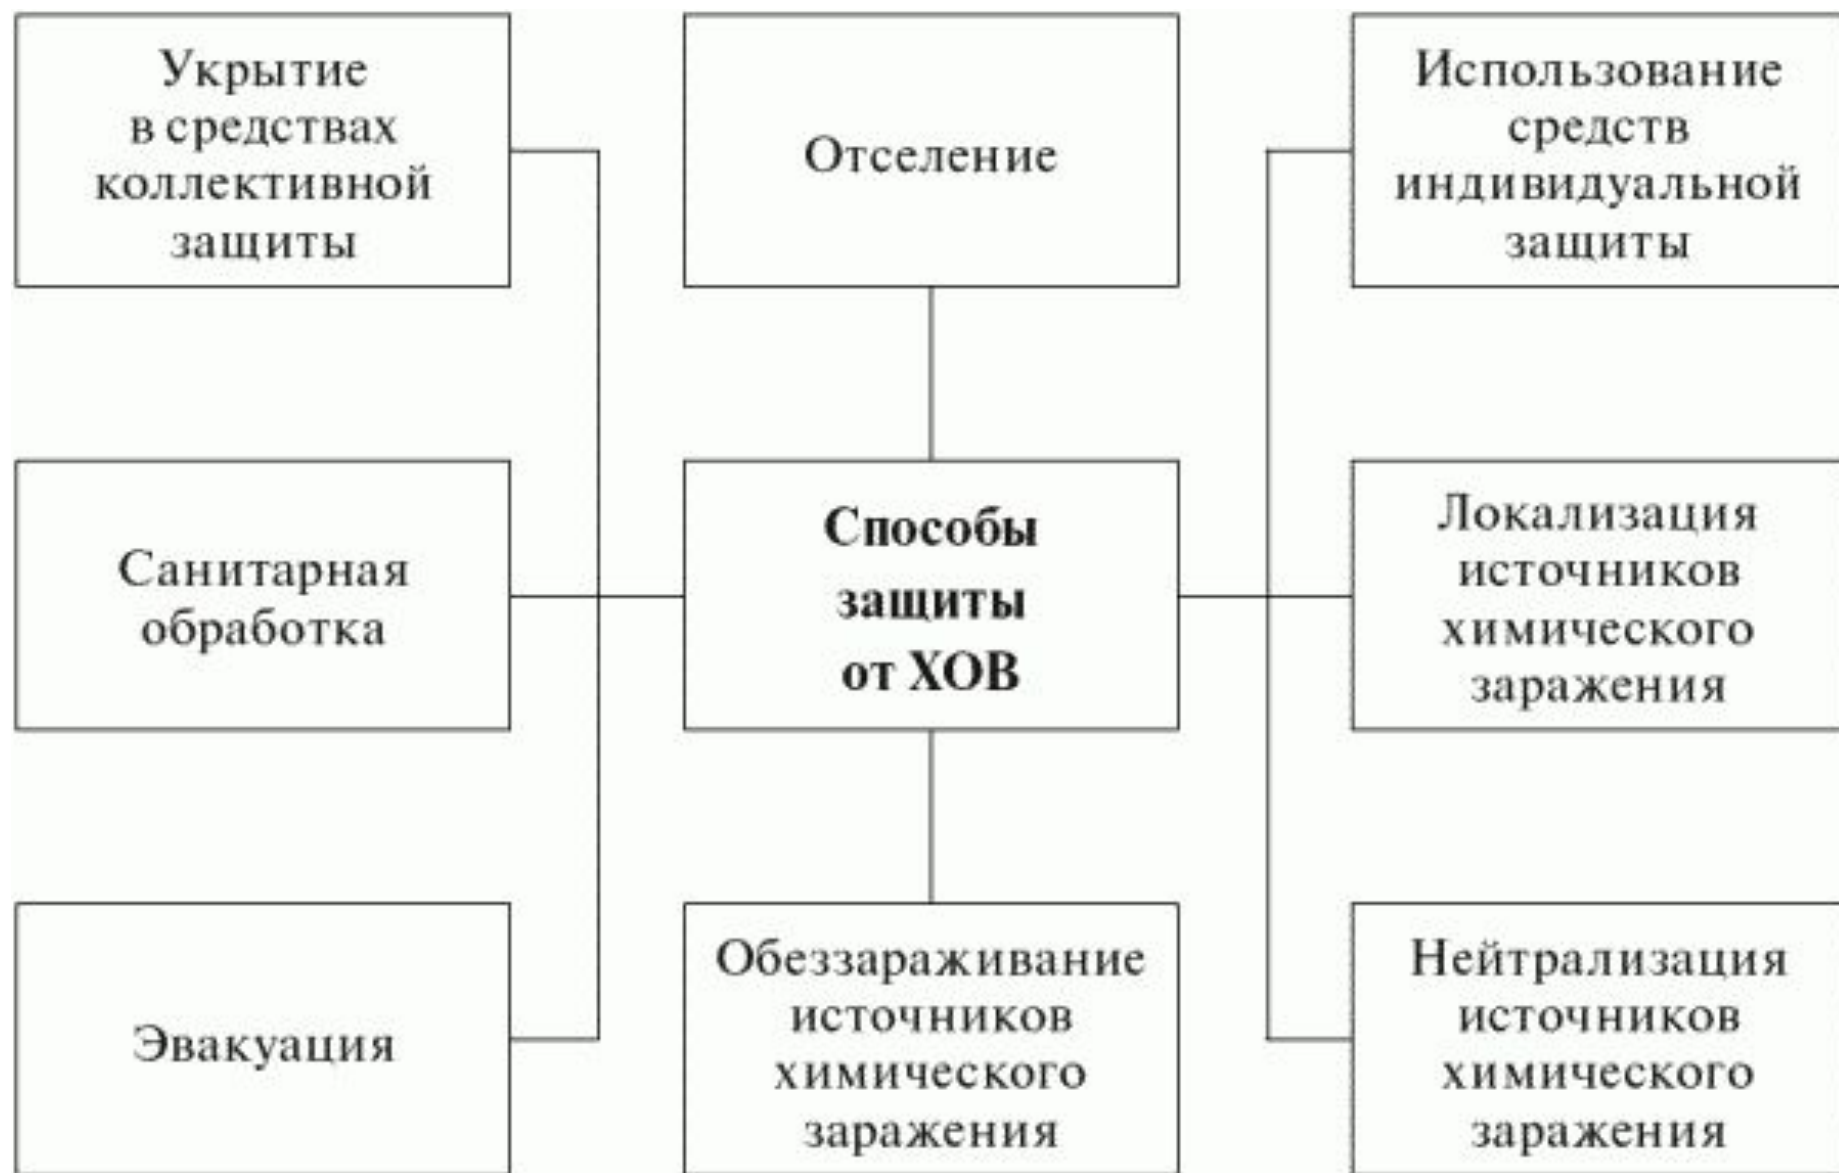 Укрытие
в средствах
коллективной
защиты
Отселение
Использование
средств
индивидуальной
защиты
Санитарная
обработка
Способы
защиты
от ХОВ
Локализация
источников
химического
заражения
Эвакуация
Обеззараживание
источников
химического
заражения
Нейтрализация
источников
химического
заражения